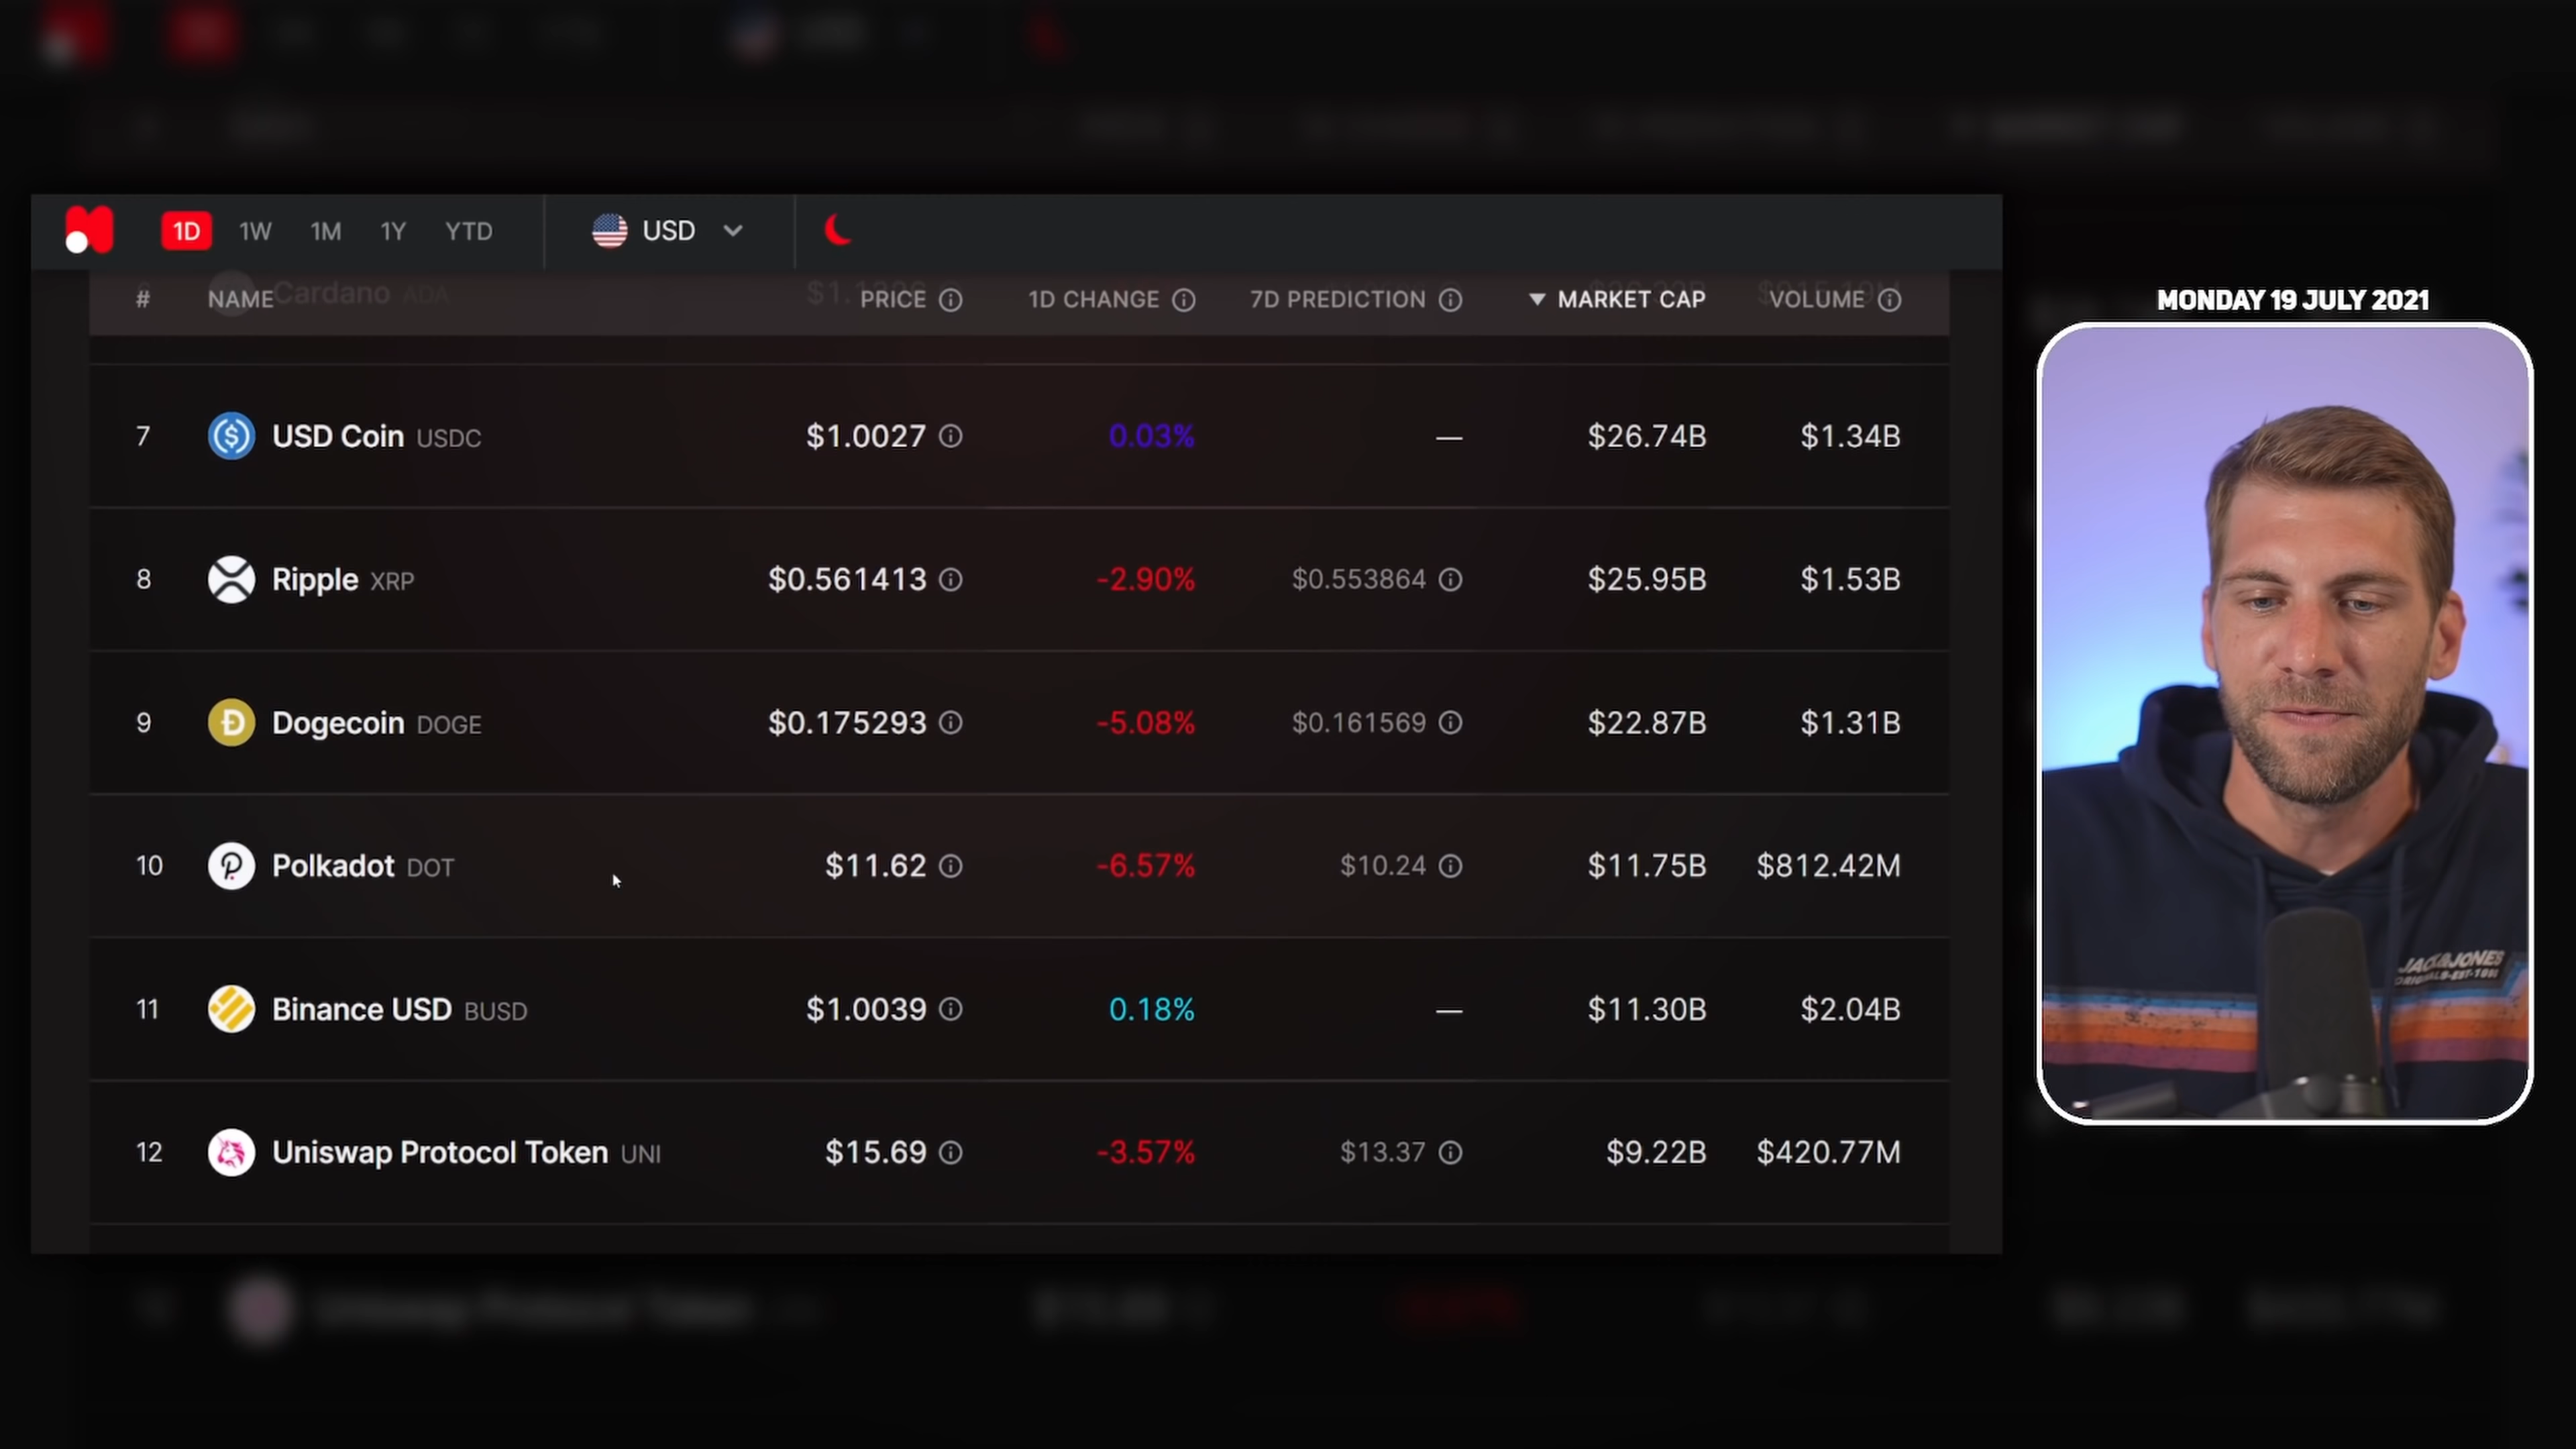 1D 1W 1M 1Y YTD USD
Cardano ADA
# NAME PRICE 1D CHANGE 7D PREDICTION MARKET CAP VOLUME
7 USD Coin USDC $1.0027 0.03% — $26.74B $1.34B
8 Ripple XRP $0.561413 -2.90% $0.553864 $25.95B $1.53B
9 Dogecoin DOGE $0.175293 -5.08% $0.161569 $22.87B $1.31B
10 Polkadot DOT $11.62 -6.57% $10.24 $11.75B $812.42M
11 Binance USD BUSD $1.0039 0.18% — $11.30B $2.04B
12 Uniswap Protocol Token UNI $15.69 -3.57% $13.37 $9.22B $420.77M
MONDAY 19 JULY 2021
JACK&JONES